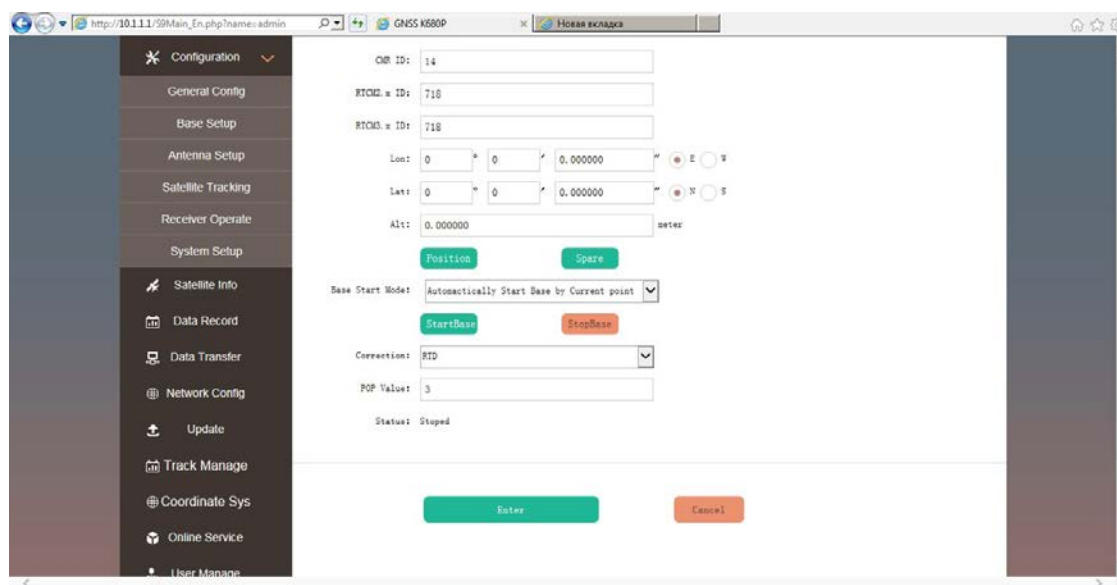 http://10.1.1.1/S9Main_En.php?name=admin
GNSS K680P
Новая вкладка
Configuration
General Config
Base Setup
Antenna Setup
Satellite Tracking
Receiver Operate
System Setup
Satellite Info
Data Record
Data Transfer
Network Config
Update
Track Manage
Coordinate Sys
Online Service
User Manage
CMR ID: 14
RTCM2.x ID: 718
RTCM3.x ID: 718
Lon: 0 ° 0 ′ 0.000000 ″ E W
Lat: 0 ° 0 ′ 0.000000 ″ N S
Alt: 0.000000 meter
Position Spare
Base Start Mode: Automactically Start Base by Current point
StartBase StopBase
Correction: RTD
POP Value: 3
Status: Stoped
Enter Cancel